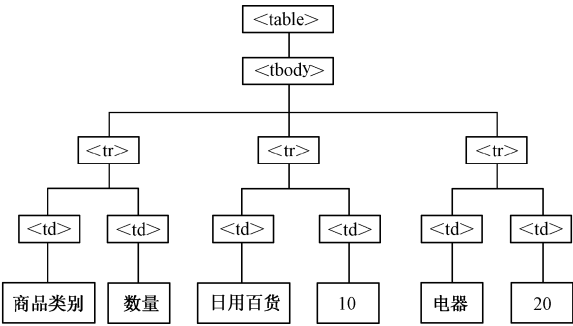 <table>
<tbody>
<tr> <tr> <tr>
<td> <td> <td> <td> <td> <td>
商品类别 数量 日用百货 10 电器 20